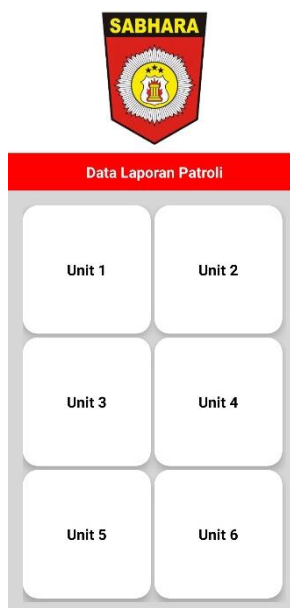 SABHARA
Data Laporan Patroli
Unit 1
Unit 2
Unit 3
Unit 4
Unit 5
Unit 6